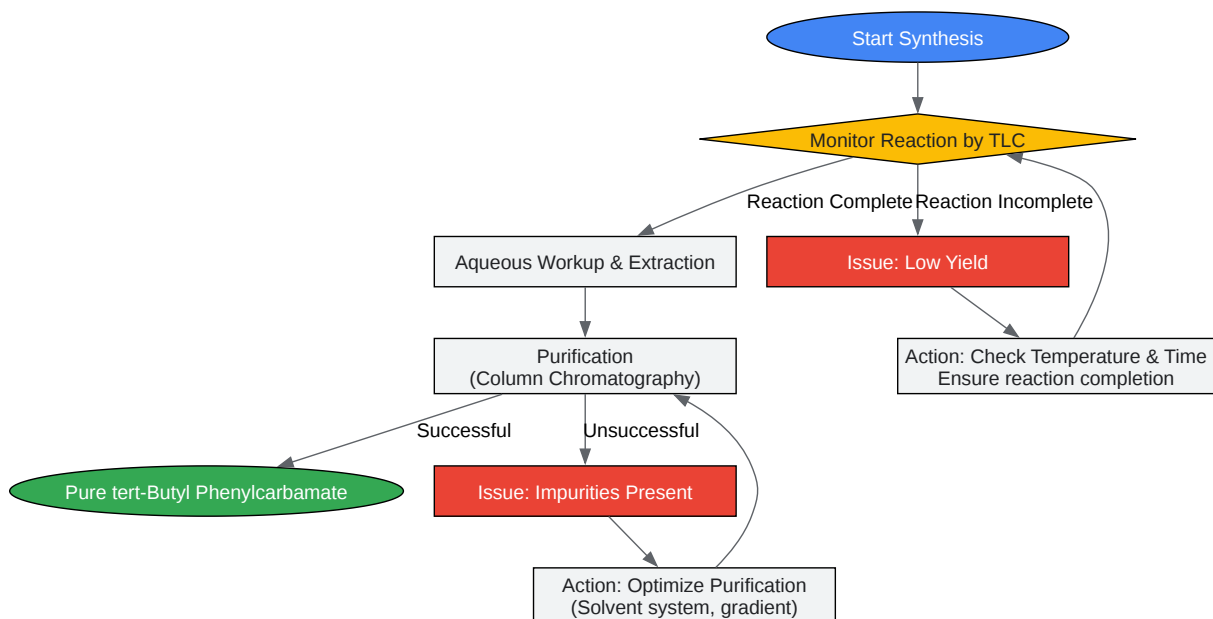 Start Synthesis
Monitor Reaction by TLC
Reaction Complete
Reaction Incomplete
Aqueous Workup & Extraction
Issue: Low Yield
Purification
(Column Chromatography)
Action: Check Temperature & Time
Ensure reaction completion
Successful
Unsuccessful
Pure tert-Butyl Phenylcarbamate
Issue: Impurities Present
Action: Optimize Purification
(Solvent system, gradient)